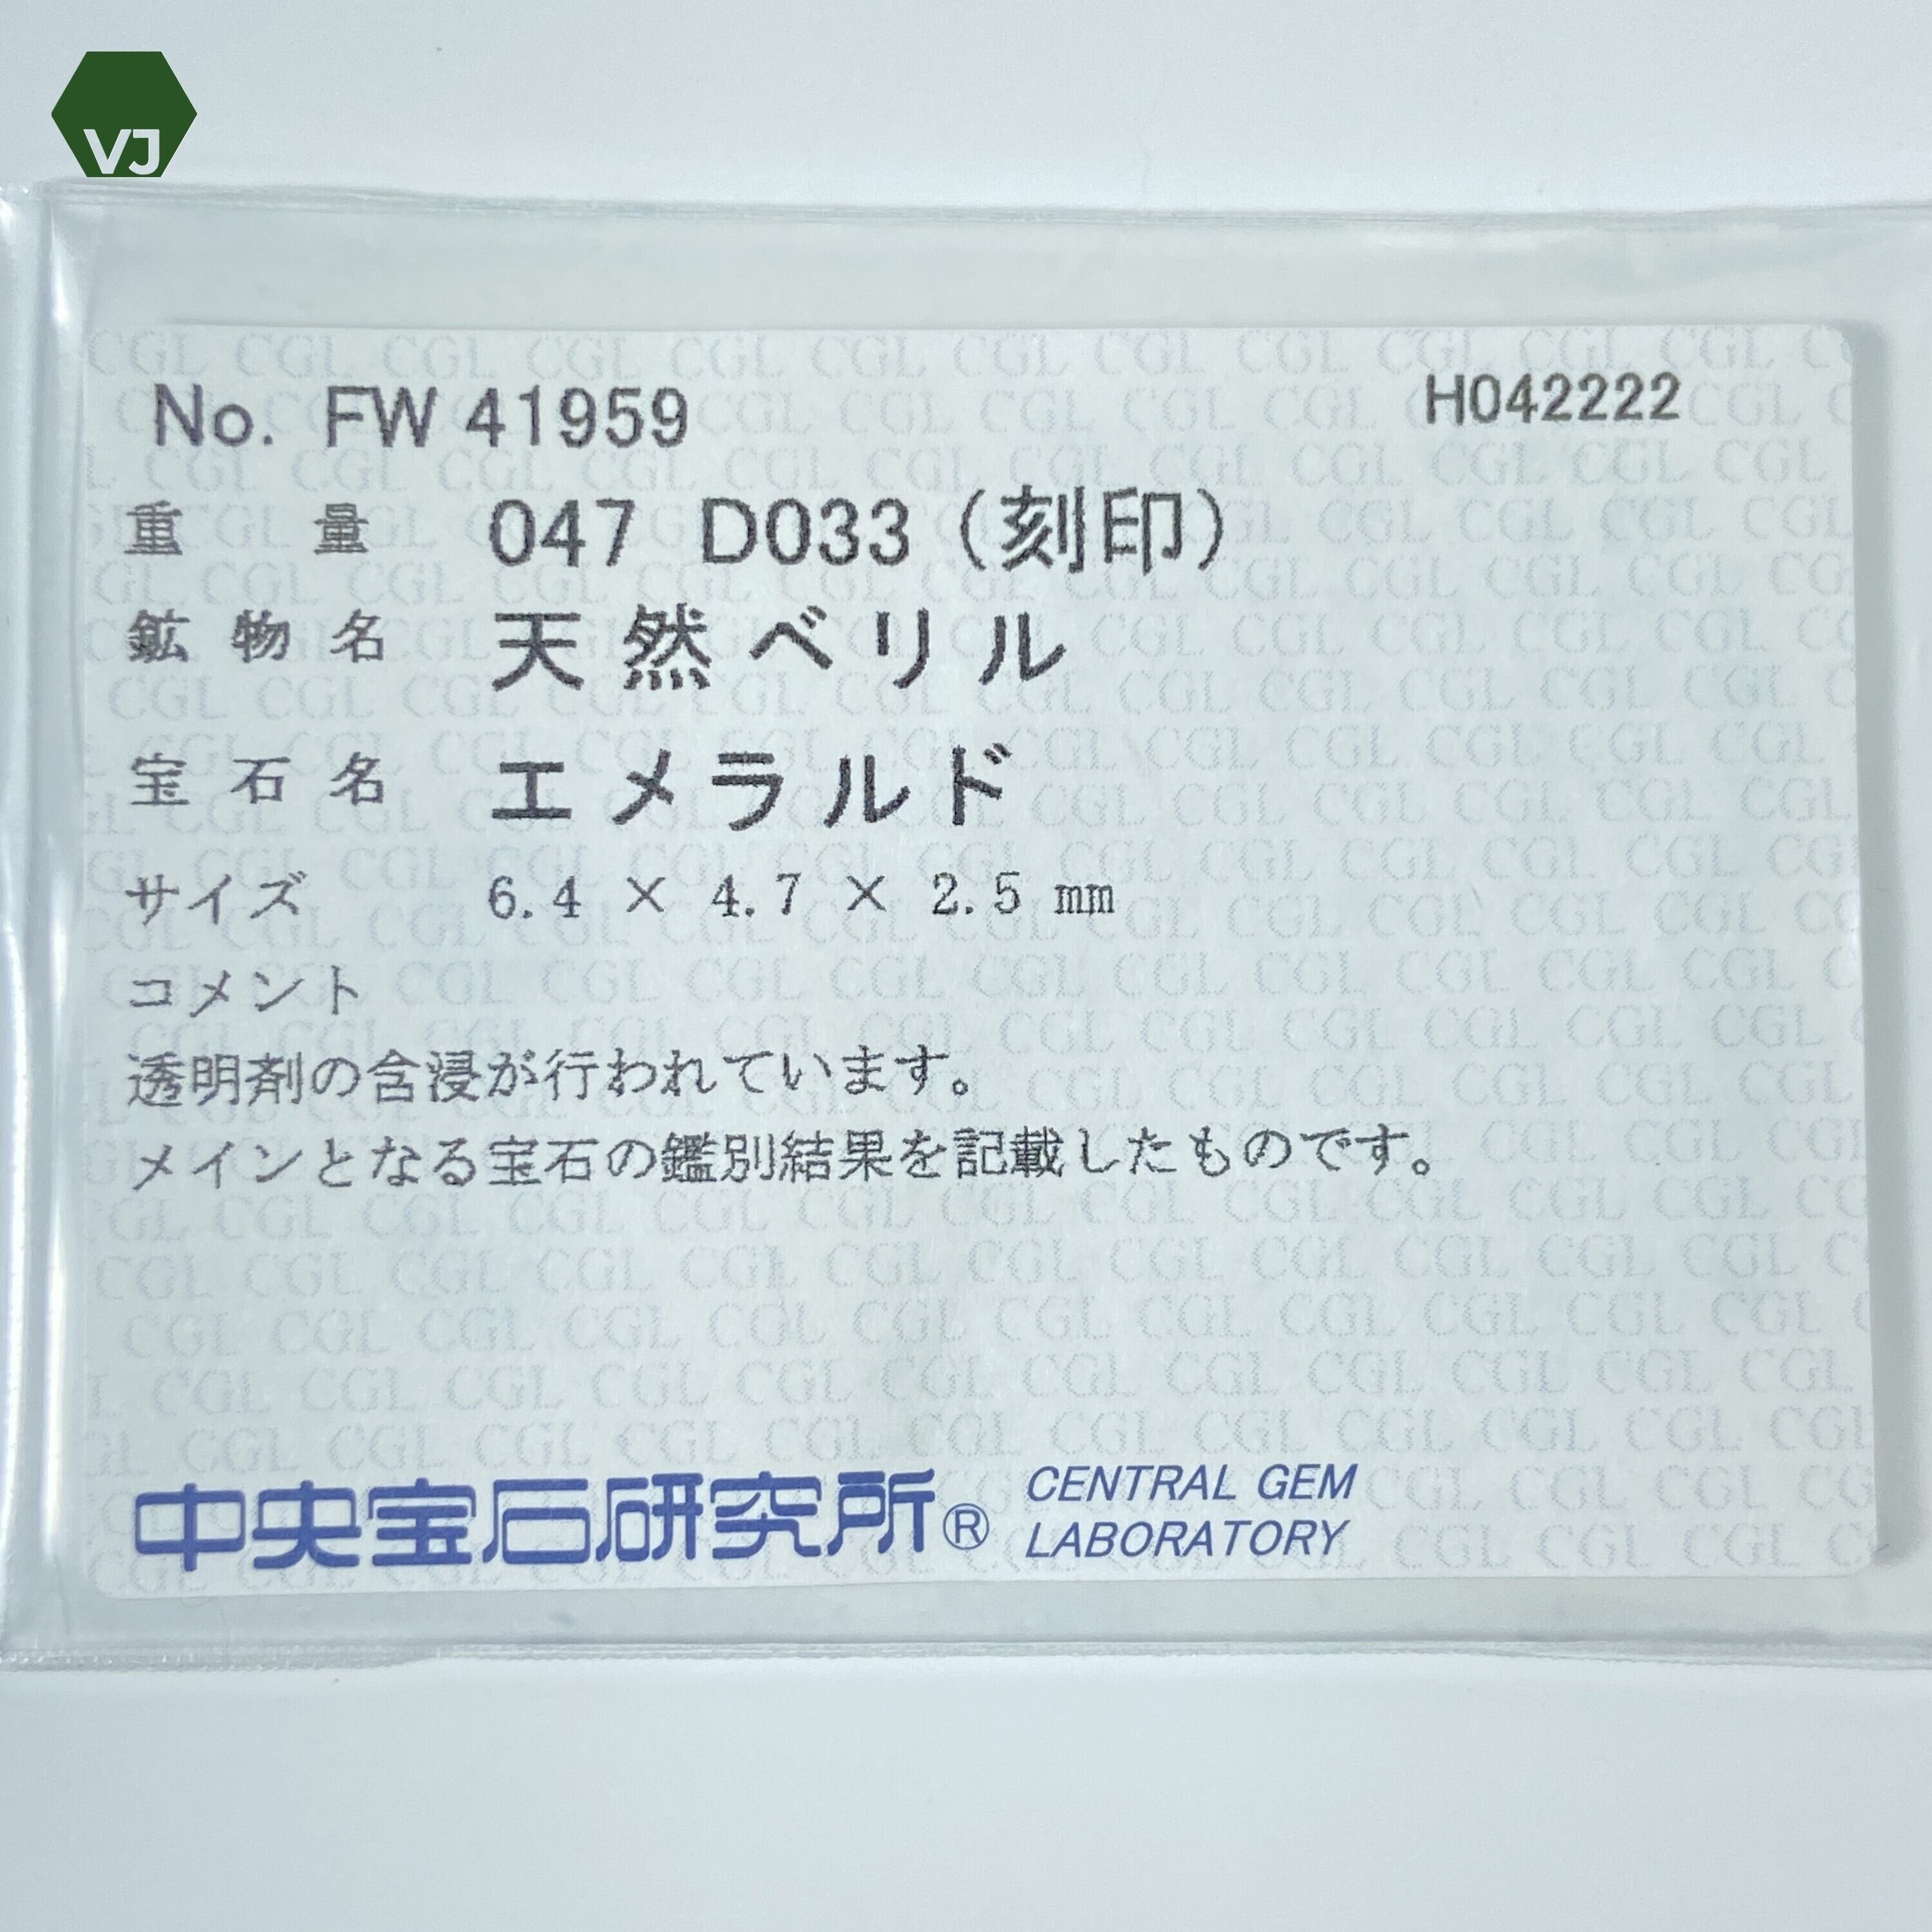 VJ
No. FW 41959 H042222
重量 047 D033 (刻印)
鉱物名 天然ベリル
宝石名 エメラルド
サイズ 6.4 × 4.7 × 2.5 mm
コメント
透明剤の含浸が行われています。
メインとなる宝石の鑑別結果を記載したものです。
中央宝石研究所® CENTRAL GEM
LABORATORY